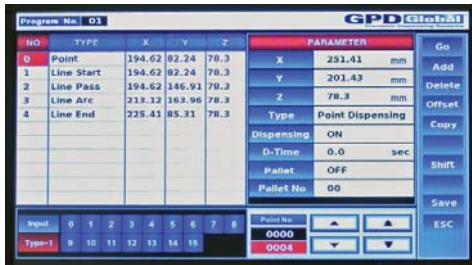 Program No. 01 GPD Global
NO TYPE X Y Z
0 Point 194.62 82.24 78.3
1 Line Start 194.62 82.24 78.3
2 Line Pass 194.62 146.91 78.3
3 Line Arc 213.12 163.96 78.3
4 Line End 225.41 85.31 78.3
PARAMETER
X 251.41 mm
Y 201.43 mm
Z 78.3 mm
Type Point Dispensing
Dispensing ON
D-Time 0.0 sec
Pallet OFF
Pallet No 00
Go
Add
Delete
Offset
Copy
Shift
Save
ESC
Input 0 1 2 3 4 5 6 7 8
Type-1 9 10 11 12 13 14 15
Point No.
0000
0004